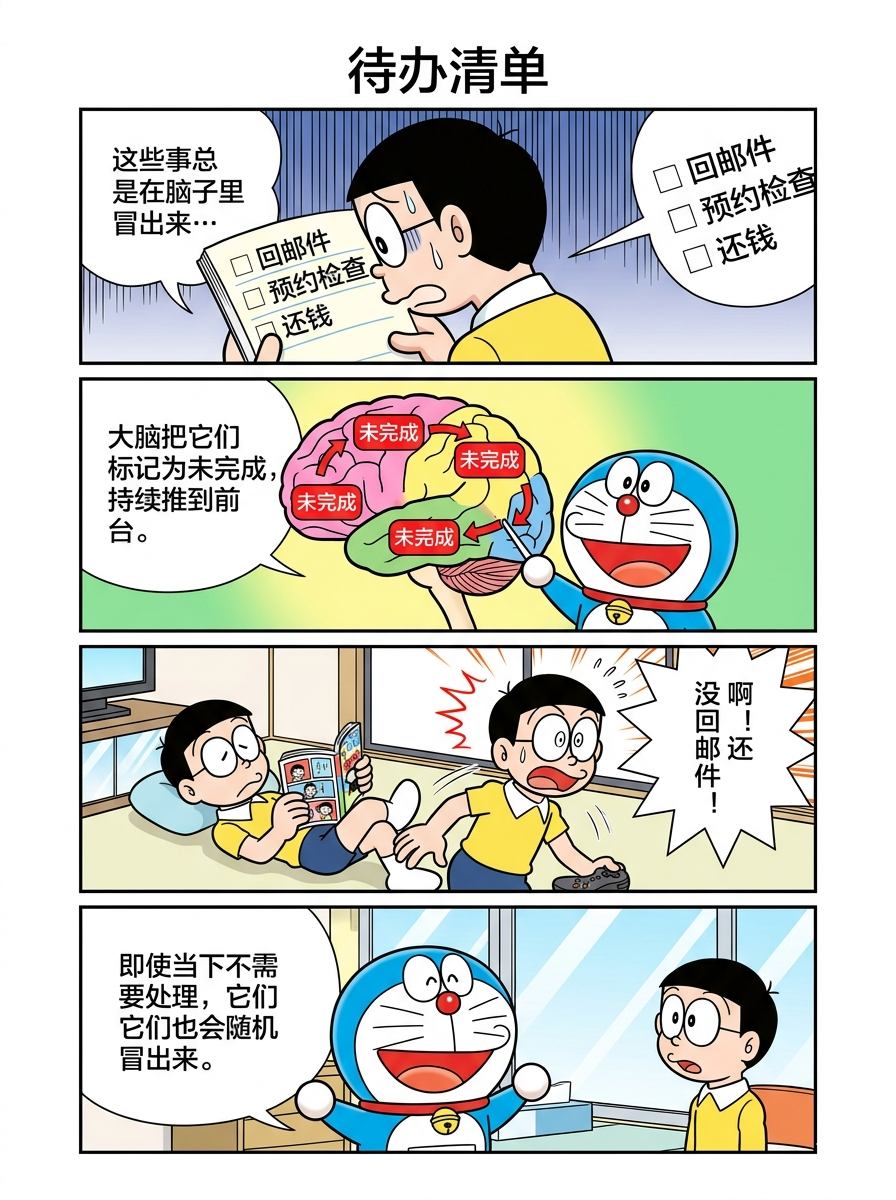 待办清单
这些事总
是在脑子里
冒出来…
□ 回邮件
□ 预约检查
□ 还钱
□ 回邮件
□ 预约检查
□ 还钱
大脑把它们
标记为未完成，
持续推到前
台。
未完成
未完成
未完成
未完成
啊！还
没回邮件！
即使当下不需
要处理，它们
它们也会随机
冒出来。